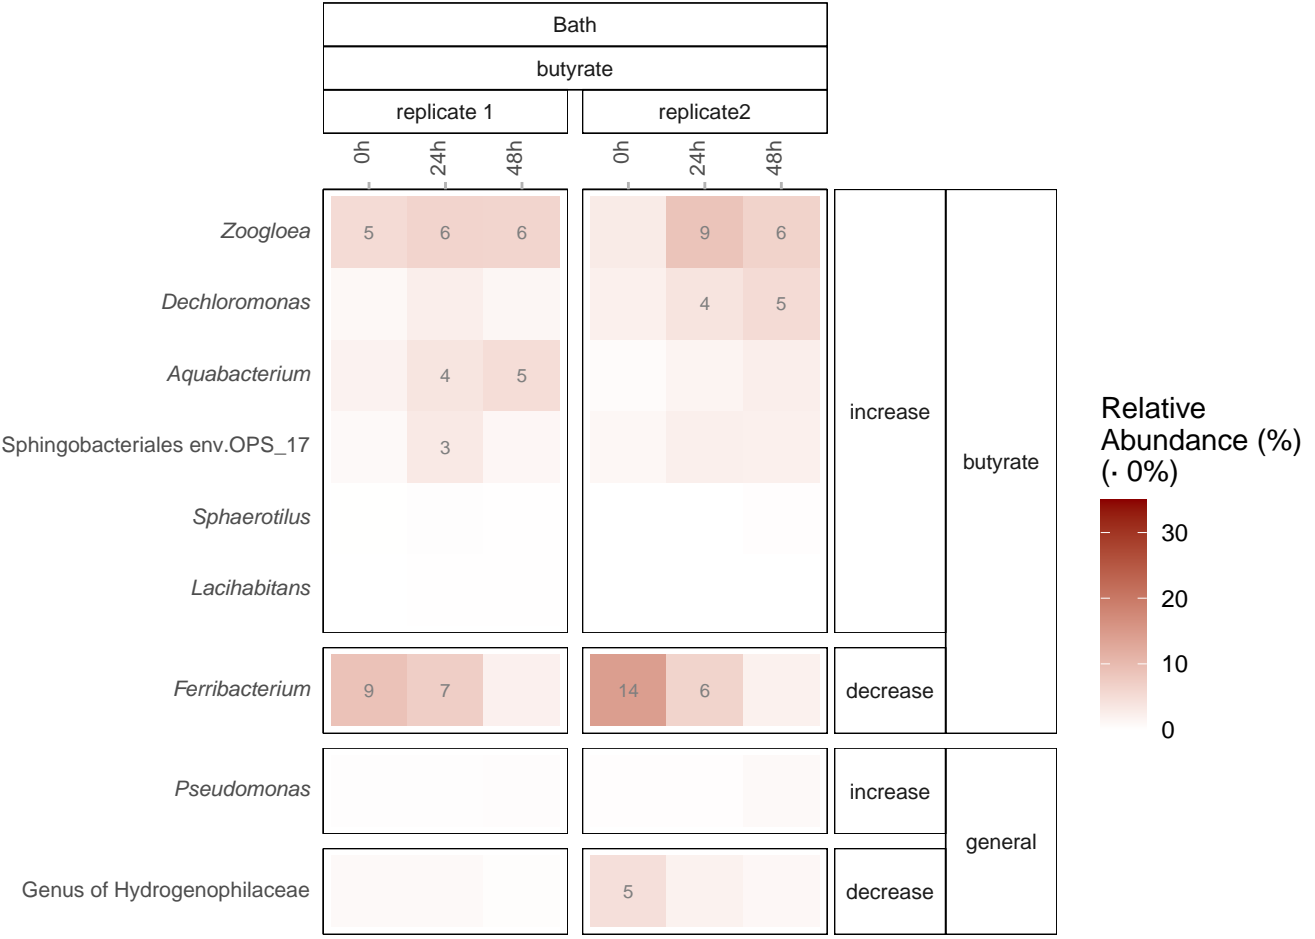 Bath
butyrate
replicate 1 replicate2
0h 24h 48h 0h 24h 48h
Zoogloea 5 6 6 9 6
Dechloromonas 4 5
Aquabacterium 4 5
increase
Sphingobacteriales env.OPS_17 3
butyrate
Sphaerotilus
Lacihabitans
Ferribacterium 9 7 14 6 decrease
Pseudomonas increase
general
Genus of Hydrogenophilaceae 5 decrease
Relative
Abundance (%)
(· 0%)
30
20
10
0